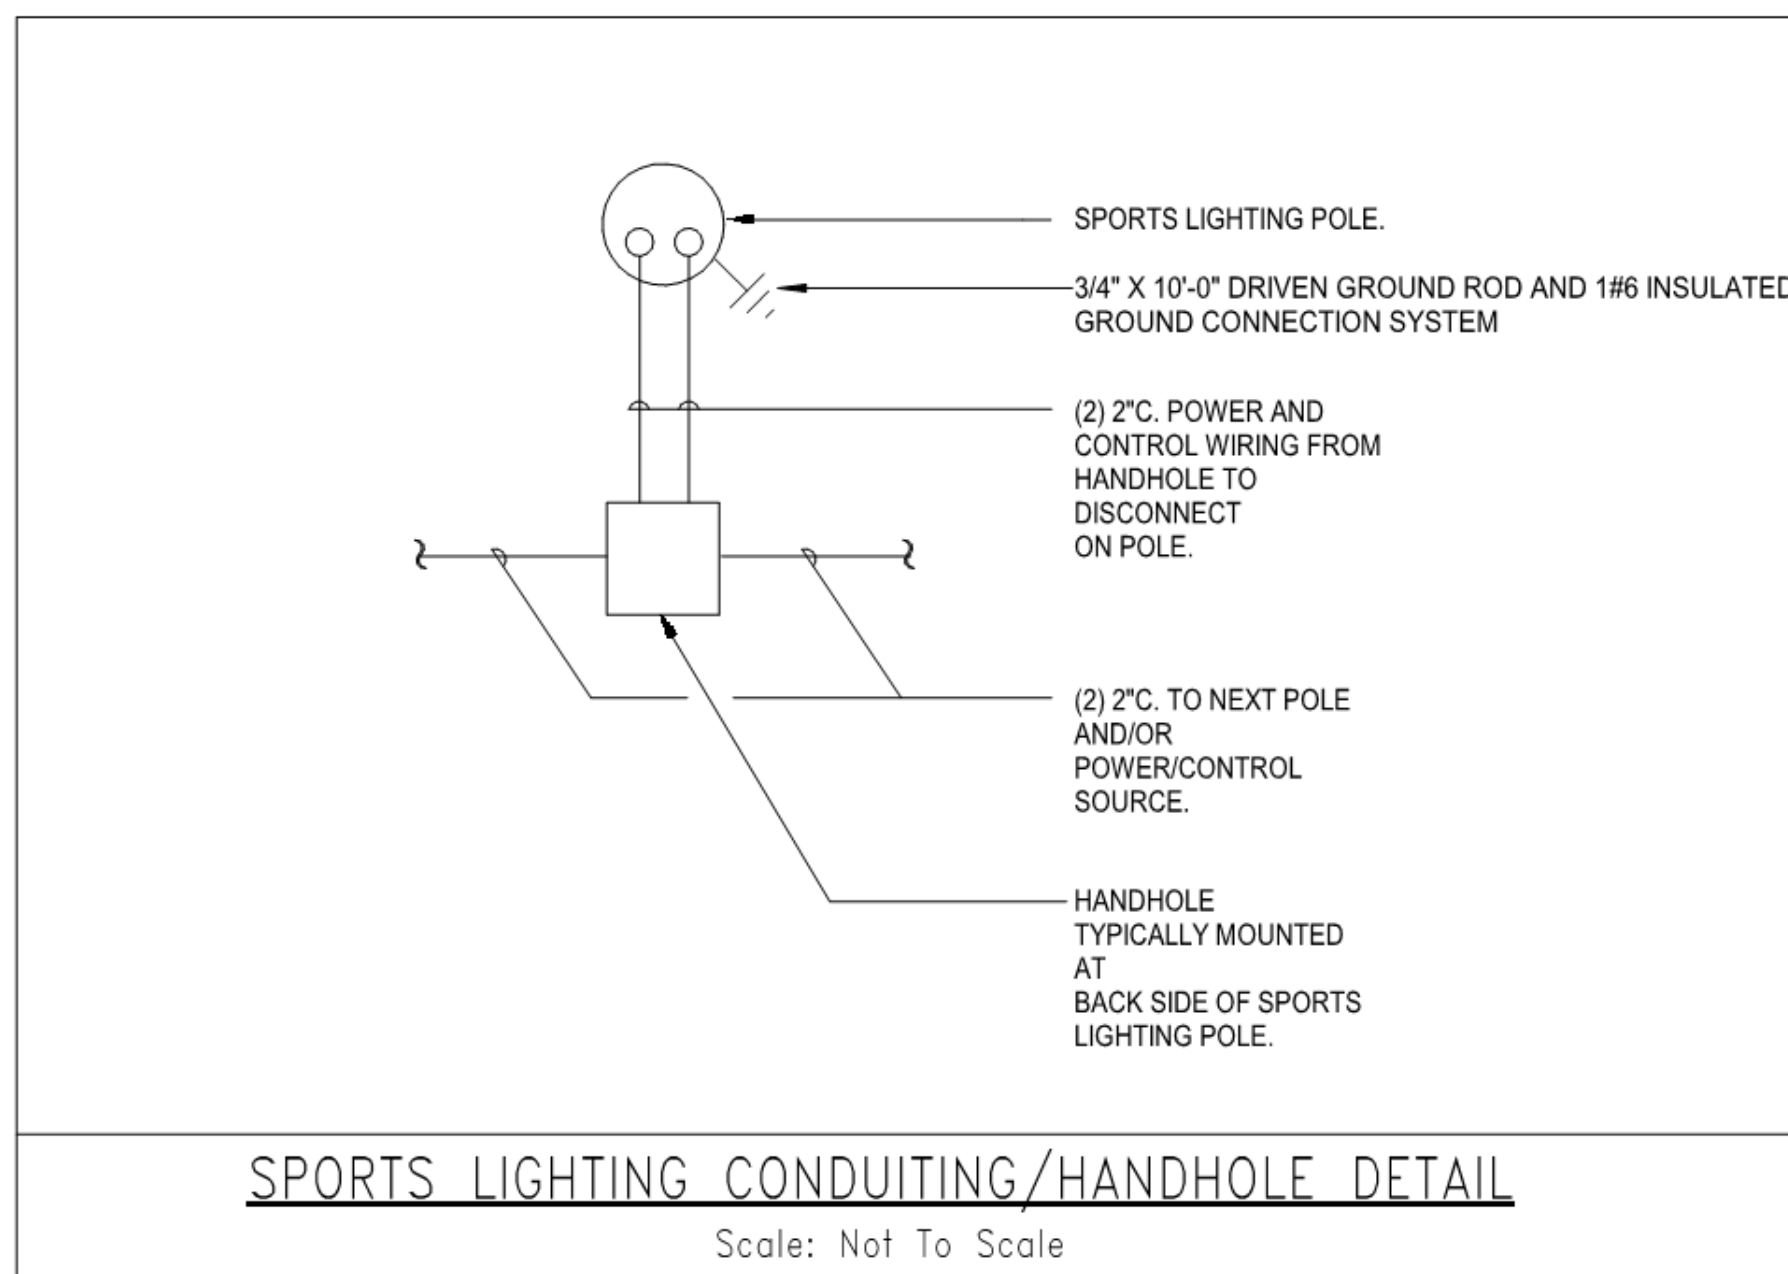 SPORTS LIGHTING POLE.
3/4" X 10'-0" DRIVEN GROUND ROD AND 1#6 INSULATED
GROUND CONNECTION SYSTEM
(2) 2"C. POWER AND
CONTROL WIRING FROM
HANDHOLE TO
DISCONNECT
ON POLE.
(2) 2"C. TO NEXT POLE
AND/OR
POWER/CONTROL
SOURCE.
HANDHOLE
TYPICALLY MOUNTED
AT
BACK SIDE OF SPORTS
LIGHTING POLE.
SPORTS LIGHTING CONDUITING/HANDHOLE DETAIL
Scale: Not To Scale